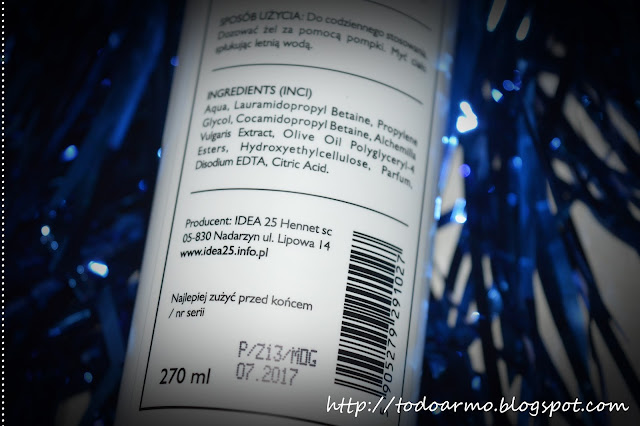 SPOSÓB UŻYCIA: Do codziennego stosowania.
Dozować żel za pomocą pompki. Myć ciało
spłukując letnią wodą.
INGREDIENTS (INCI)
Aqua, Lauramidopropyl Betaine, Propylene
Glycol, Cocamidopropyl Betaine, Alchemilla
Vulgaris Extract, Olive Oil Polyglyceryl-4
Esters, Hydroxyethylcellulose, Parfum,
Disodium EDTA, Citric Acid.
Producent: IDEA 25 Hennet sc
05-830 Nadarzyn ul. Lipowa 14
www.idea25.info.pl
Najlepiej zużyć przed końcem
/ nr serii
P/Z13/MDG
07.2017
270 ml
5905279291027
http://todoarmo.blogspot.com/